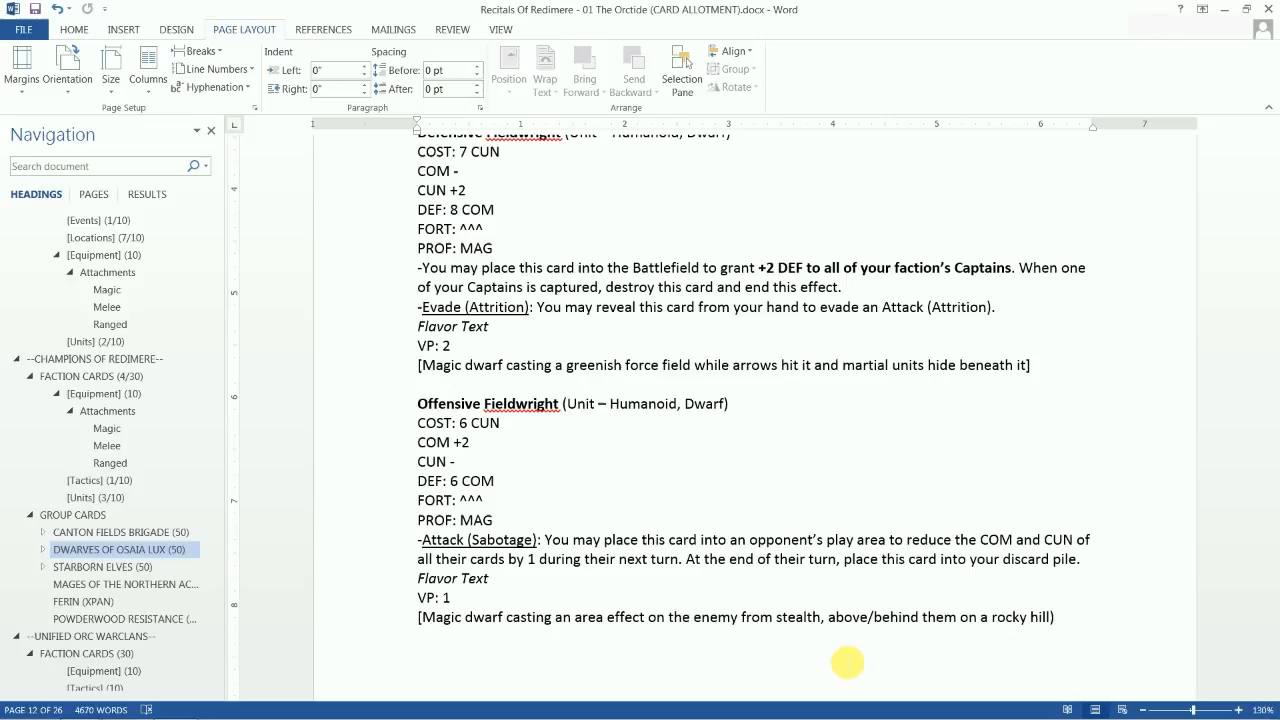 Recitals Of Redimere - 01 The Orctide (CARD ALLOTMENT).docx - Word
FILE HOME INSERT DESIGN PAGE LAYOUT REFERENCES MAILINGS REVIEW VIEW
Margins Orientation Size Columns
Breaks
Line Numbers
Hyphenation
Page Setup
Indent
Left: 0"
Right: 0"
Spacing
Before: 0 pt
After: 0 pt
Paragraph
Position
Wrap Text
Bring Forward
Send Backward
Selection Pane
Align
Group
Rotate
Arrange
1 1 2 3 4 5 6 7
Navigation
Search document
HEADINGS PAGES RESULTS
[Events] (1/10)
[Locations] (7/10)
[Equipment] (10)
Attachments
Magic
Melee
Ranged
[Units] (2/10)
--CHAMPIONS OF REDIMERE--
FACTION CARDS (4/30)
[Equipment] (10)
Attachments
Magic
Melee
Ranged
[Tactics] (1/10)
[Units] (3/10)
GROUP CARDS
CANTON FIELDS BRIGADE (50)
DWARVES OF OSAIA LUX (50)
STARBORN ELVES (50)
MAGES OF THE NORTHERN AC...
FERIN (XPAN)
POWDERWOOD RESISTANCE (...
--UNIFIED ORC WARCLANS--
FACTION CARDS (30)
[Equipment] (10)
[Tactics] (10)
4
5
6
7
8
Defensive Fieldwright (Unit – Humanoid, Dwarf)
COST: 7 CUN
COM -
CUN +2
DEF: 8 COM
FORT: ^^^
PROF: MAG
-You may place this card into the Battlefield to grant +2 DEF to all of your faction's Captains. When one
of your Captains is captured, destroy this card and end this effect.
-Evade (Attrition): You may reveal this card from your hand to evade an Attack (Attrition).
Flavor Text
VP: 2
[Magic dwarf casting a greenish force field while arrows hit it and martial units hide beneath it]
Offensive Fieldwright (Unit – Humanoid, Dwarf)
COST: 6 CUN
COM +2
CUN -
DEF: 6 COM
FORT: ^^^
PROF: MAG
-Attack (Sabotage): You may place this card into an opponent's play area to reduce the COM and CUN of
all their cards by 1 during their next turn. At the end of their turn, place this card into your discard pile.
Flavor Text
VP: 1
[Magic dwarf casting an area effect on the enemy from stealth, above/behind them on a rocky hill)
PAGE 12 OF 26 4670 WORDS
130%